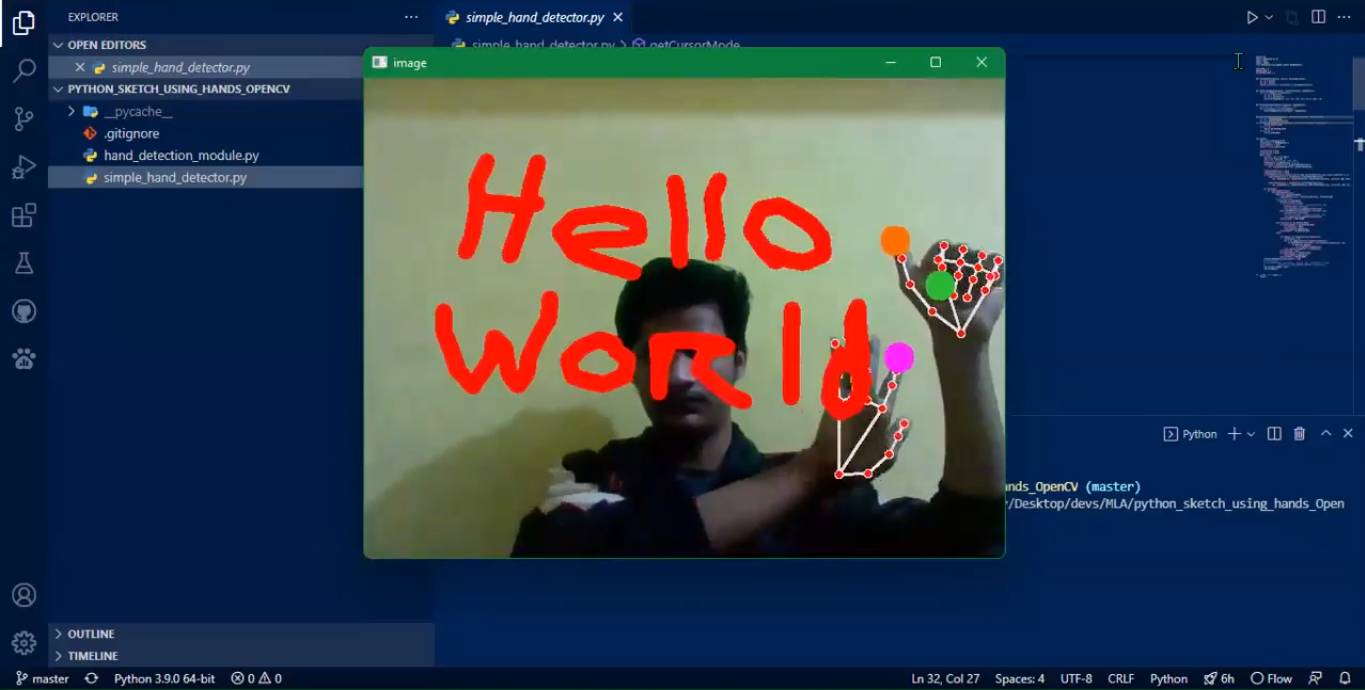 EXPLORER
simple_hand_detector.py
OPEN EDITORS
simple_hand_detector.py > getCursorMode
simple_hand_detector.py
PYTHON_SKETCH_USING_HANDS_OPENCV
__pycache__
.gitignore
hand_detection_module.py
simple_hand_detector.py
image
Hello
WoRld
Python
ands_OpenCV (master)
/Desktop/devs/MLA/python_sketch_using_hands_Open
OUTLINE
TIMELINE
master Python 3.9.0 64-bit 0 0 Ln 32, Col 27 Spaces: 4 UTF-8 CRLF Python 6h Flow